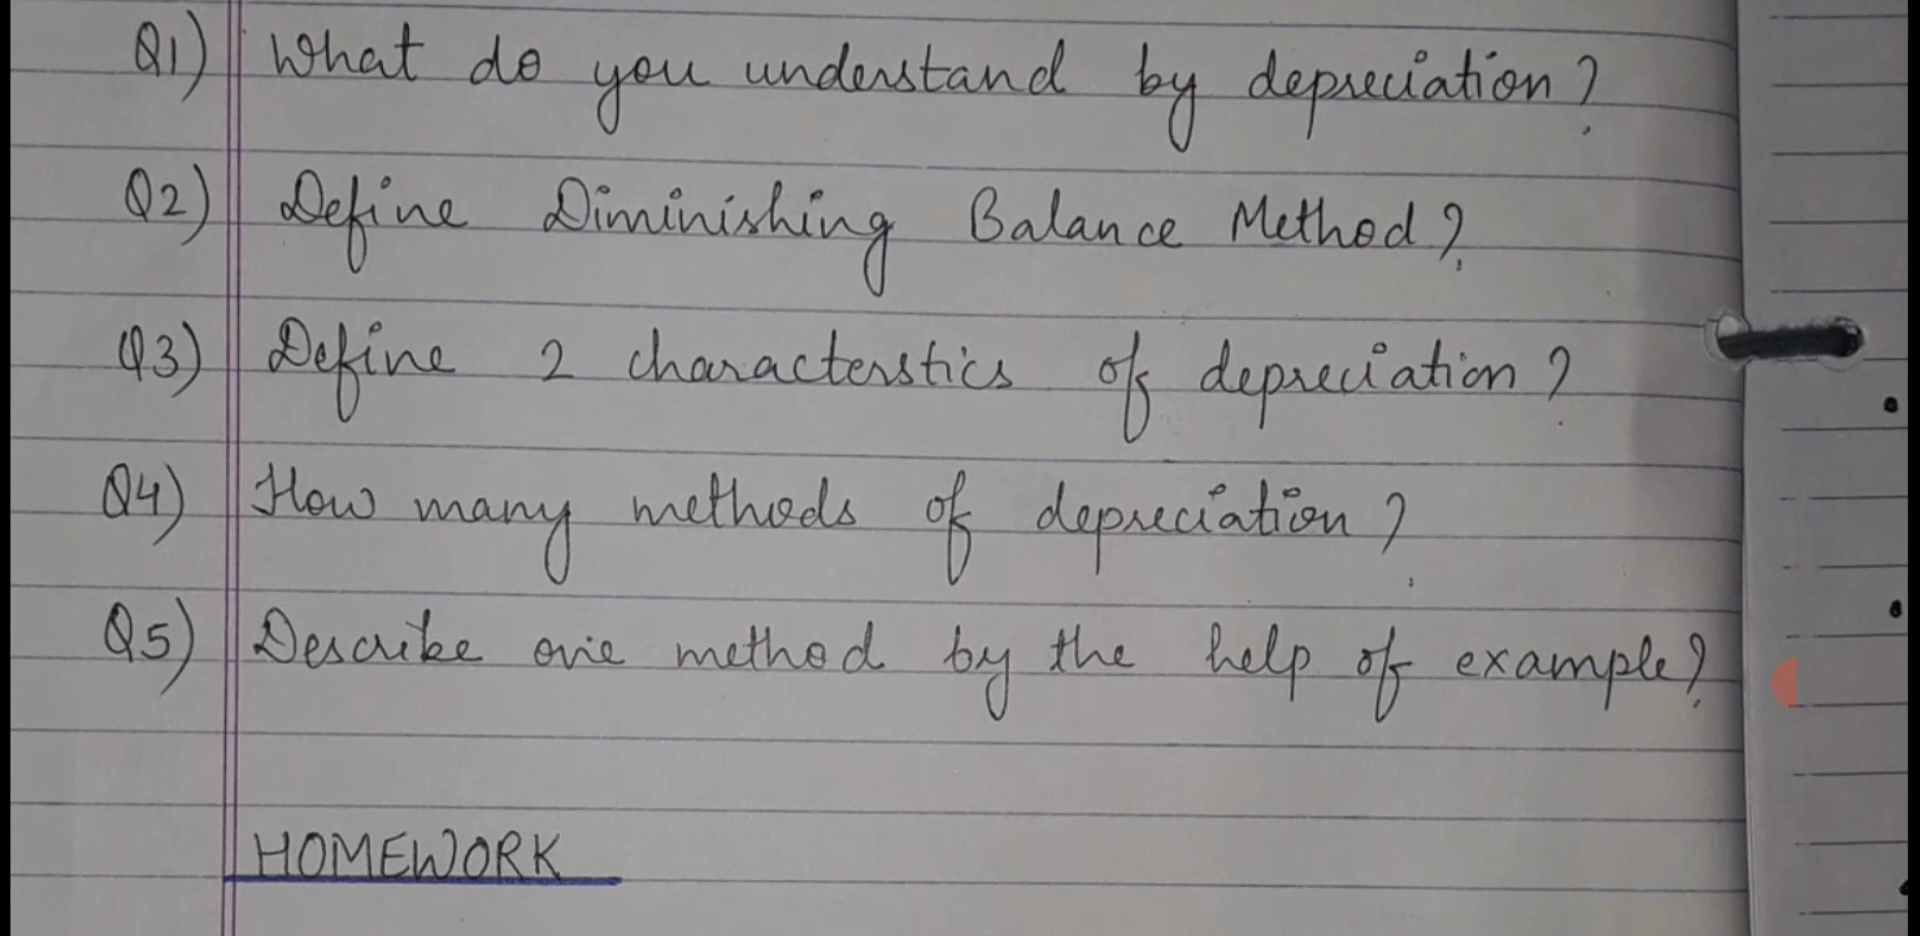 Q1) What do you understand by depreciation?
Q2) Define Diminishing Balance Method?
Q3) Define 2 characterstics of depreciation?
Q4) How many methods of depreciation?
Q5) Describe one method by the help of example?
HOMEWORK